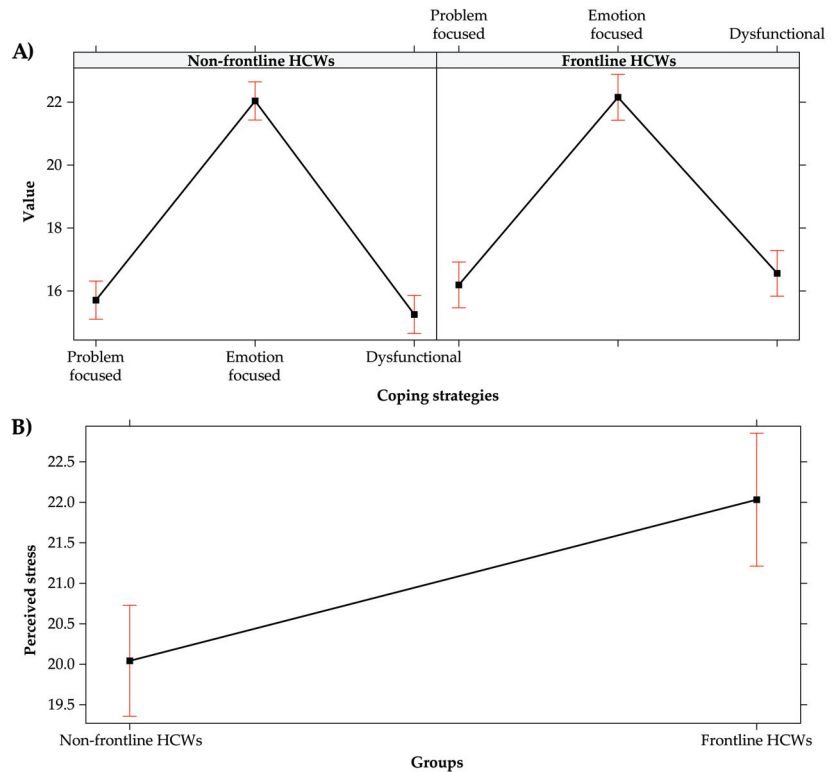 Problem
focused
Emotion
focused
Dysfunctional
A)
Non-frontline HCWs
Frontline HCWs
Value
22
20
18
16
Problem
focused
Emotion
focused
Dysfunctional
Coping strategies
B)
Perceived stress
22.5
22.0
21.5
21.0
20.5
20.0
19.5
Non-frontline HCWs
Frontline HCWs
Groups